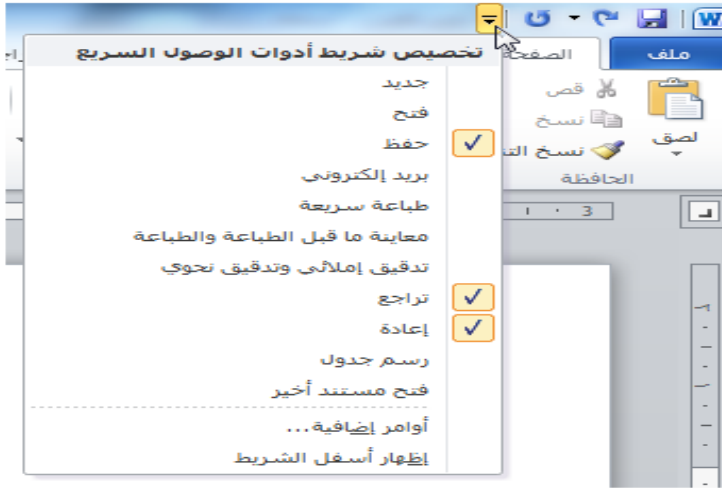 W
ملف
الصفحة
تخصيص شريط أدوات الوصول السريع
جديد
فتح
حفظ
بريد إلكتروني
طباعة سريعة
معاينة ما قبل الطباعة والطباعة
تدقيق إملائي وتدقيق نحوي
تراجع
إعادة
رسم جدول
فتح مستند أخير
أوامر إضافية...
إظهار أسفل الشريط
لصق
قص
نسخ
نسخ
الحافظة
3 · 1